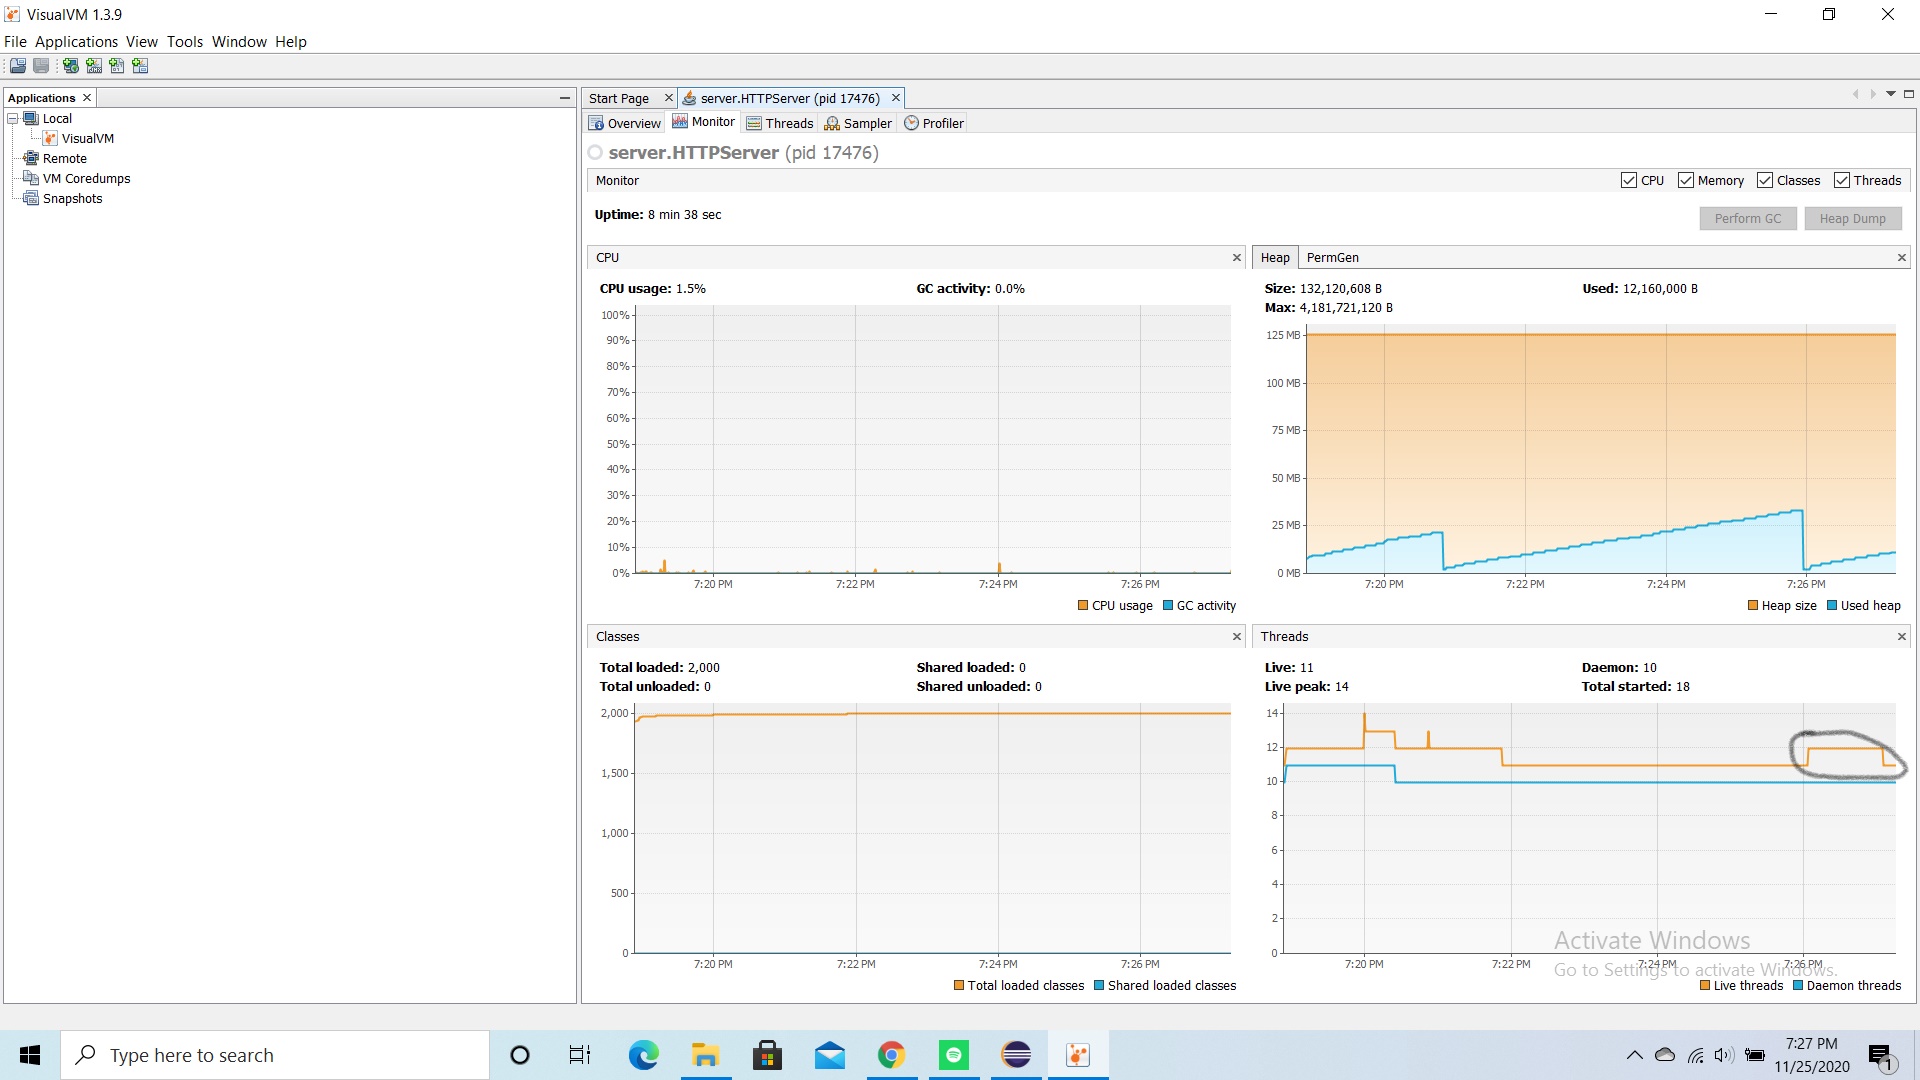 VisualVM 1.3.9
File Applications View Tools Window Help
Applications
Local
VisualVM
Remote
VM Coredumps
Snapshots
Start Page server.HTTPServer (pid 17476)
Overview Monitor Threads Sampler Profiler
server.HTTPServer (pid 17476)
Monitor CPU Memory Classes Threads
Uptime: 8 min 38 sec
Perform GC Heap Dump
CPU
CPU usage: 1.5% GC activity: 0.0%
100%
90%
80%
70%
60%
50%
40%
30%
20%
10%
0%
7:20 PM 7:22 PM 7:24 PM 7:26 PM
CPU usage GC activity
Heap PermGen
Size: 132,120,608 B Used: 12,160,000 B
Max: 4,181,721,120 B
125 MB
100 MB
75 MB
50 MB
25 MB
0 MB
7:20 PM 7:22 PM 7:24 PM 7:26 PM
Heap size Used heap
Classes
Total loaded: 2,000 Shared loaded: 0
Total unloaded: 0 Shared unloaded: 0
2,000
1,500
1,000
500
0
7:20 PM 7:22 PM 7:24 PM 7:26 PM
Total loaded classes Shared loaded classes
Threads
Live: 11 Daemon: 10
Live peak: 14 Total started: 18
14
12
10
8
6
4
2
0
7:20 PM 7:22 PM 7:24 PM 7:26 PM
Live threads Daemon threads
Activate Windows
Go to Settings to activate Windows.
Type here to search
7:27 PM
11/25/2020
1